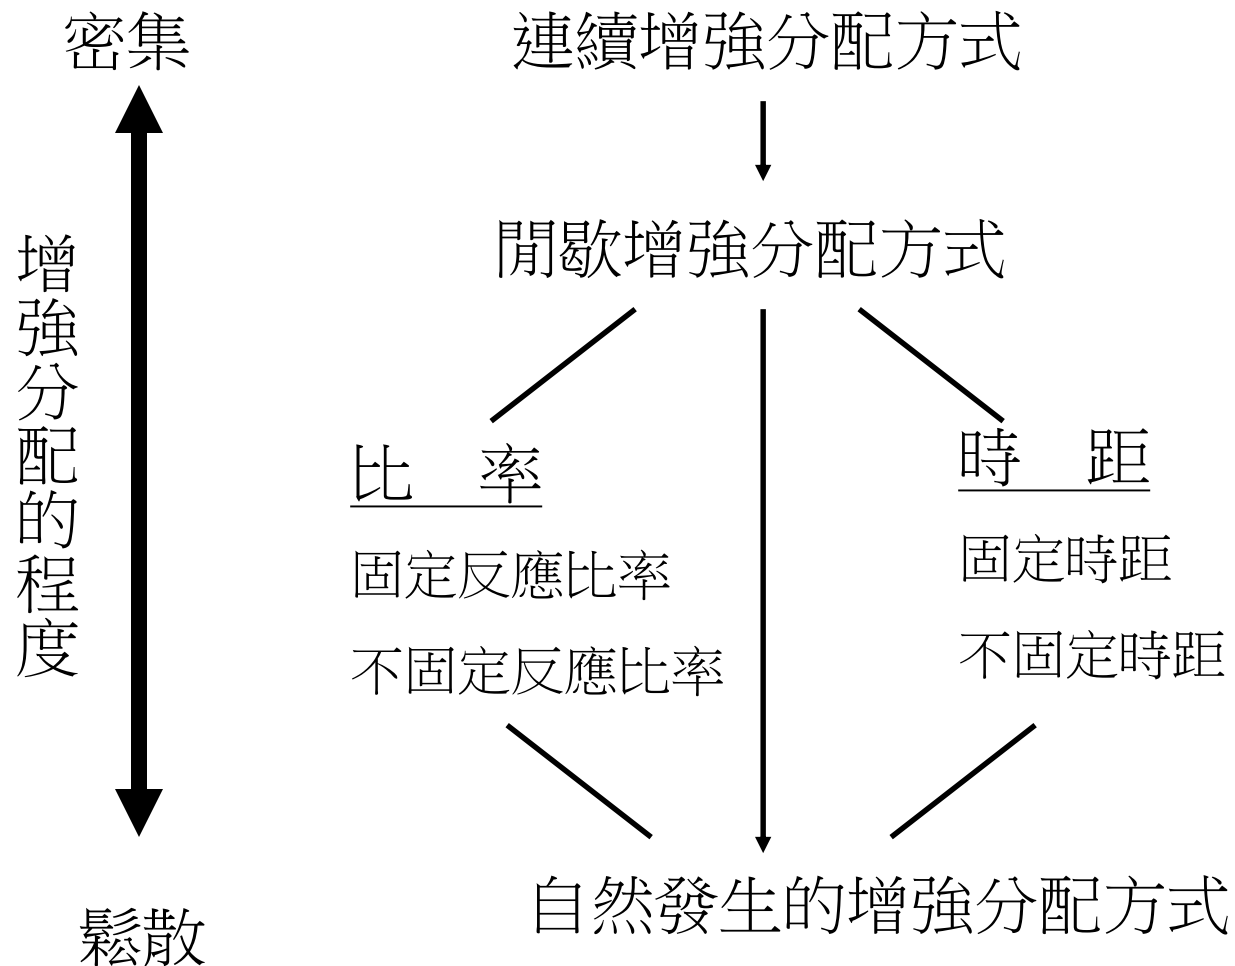 密集
連續增強分配方式
閒歇增強分配方式
增強分配的程度
比　率
時　距
固定反應比率
固定時距
不固定反應比率
不固定時距
自然發生的增強分配方式
鬆散